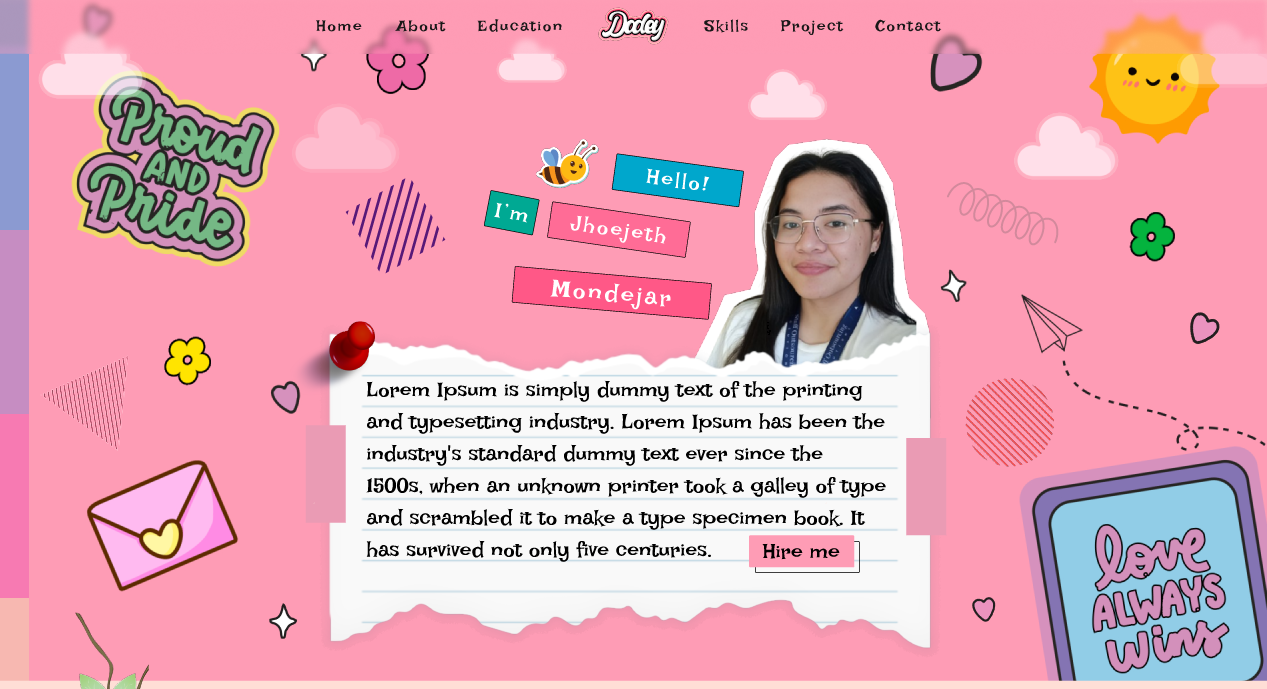 Home About Education Dodey Skills Project Contact
Proud
AND
Pride
Hello!
I'm Jhoejeth
Mondejar
Lorem Ipsum is simply dummy text of the printing
and typesetting industry. Lorem Ipsum has been the
industry's standard dummy text ever since the
1500s, when an unknown printer took a galley of type
and scrambled it to make a type specimen book. It
has survived not only five centuries.
Hire me
love
ALWAYS
wins